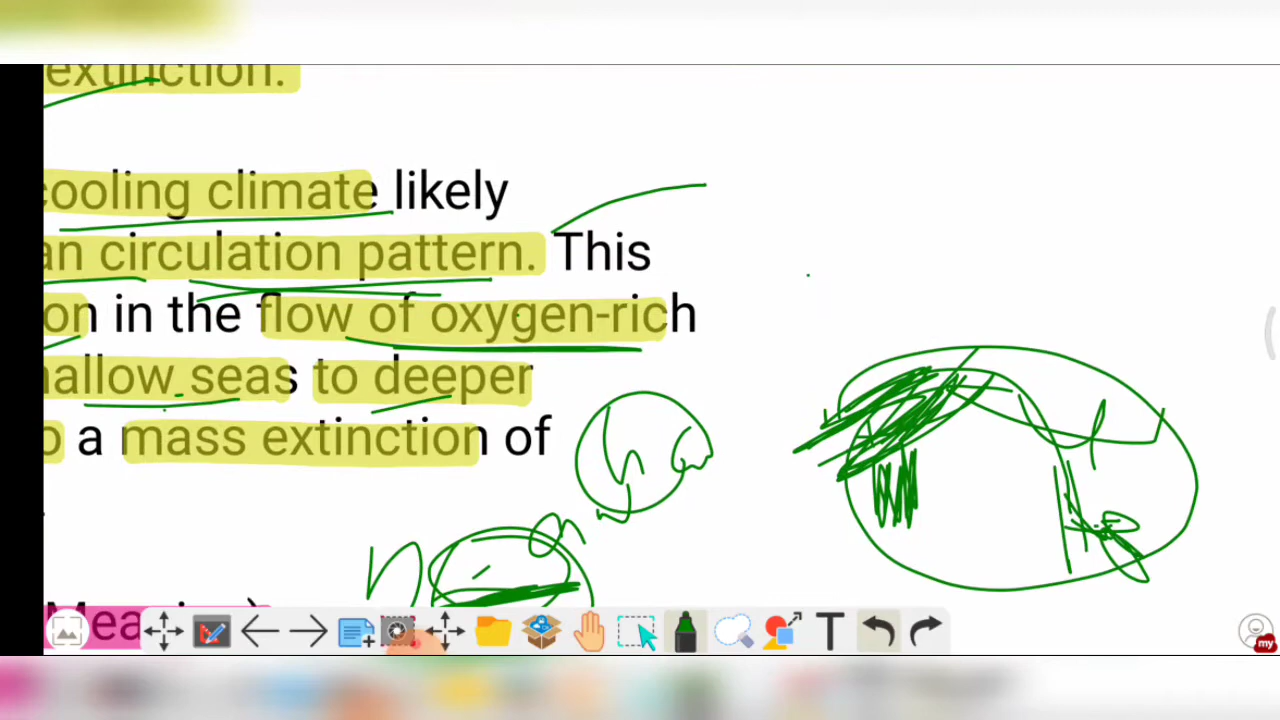 extinction.
cooling climate likely
an circulation pattern. This
on in the flow of oxygen-rich
hallow seas to deeper
o a mass extinction of
T
my